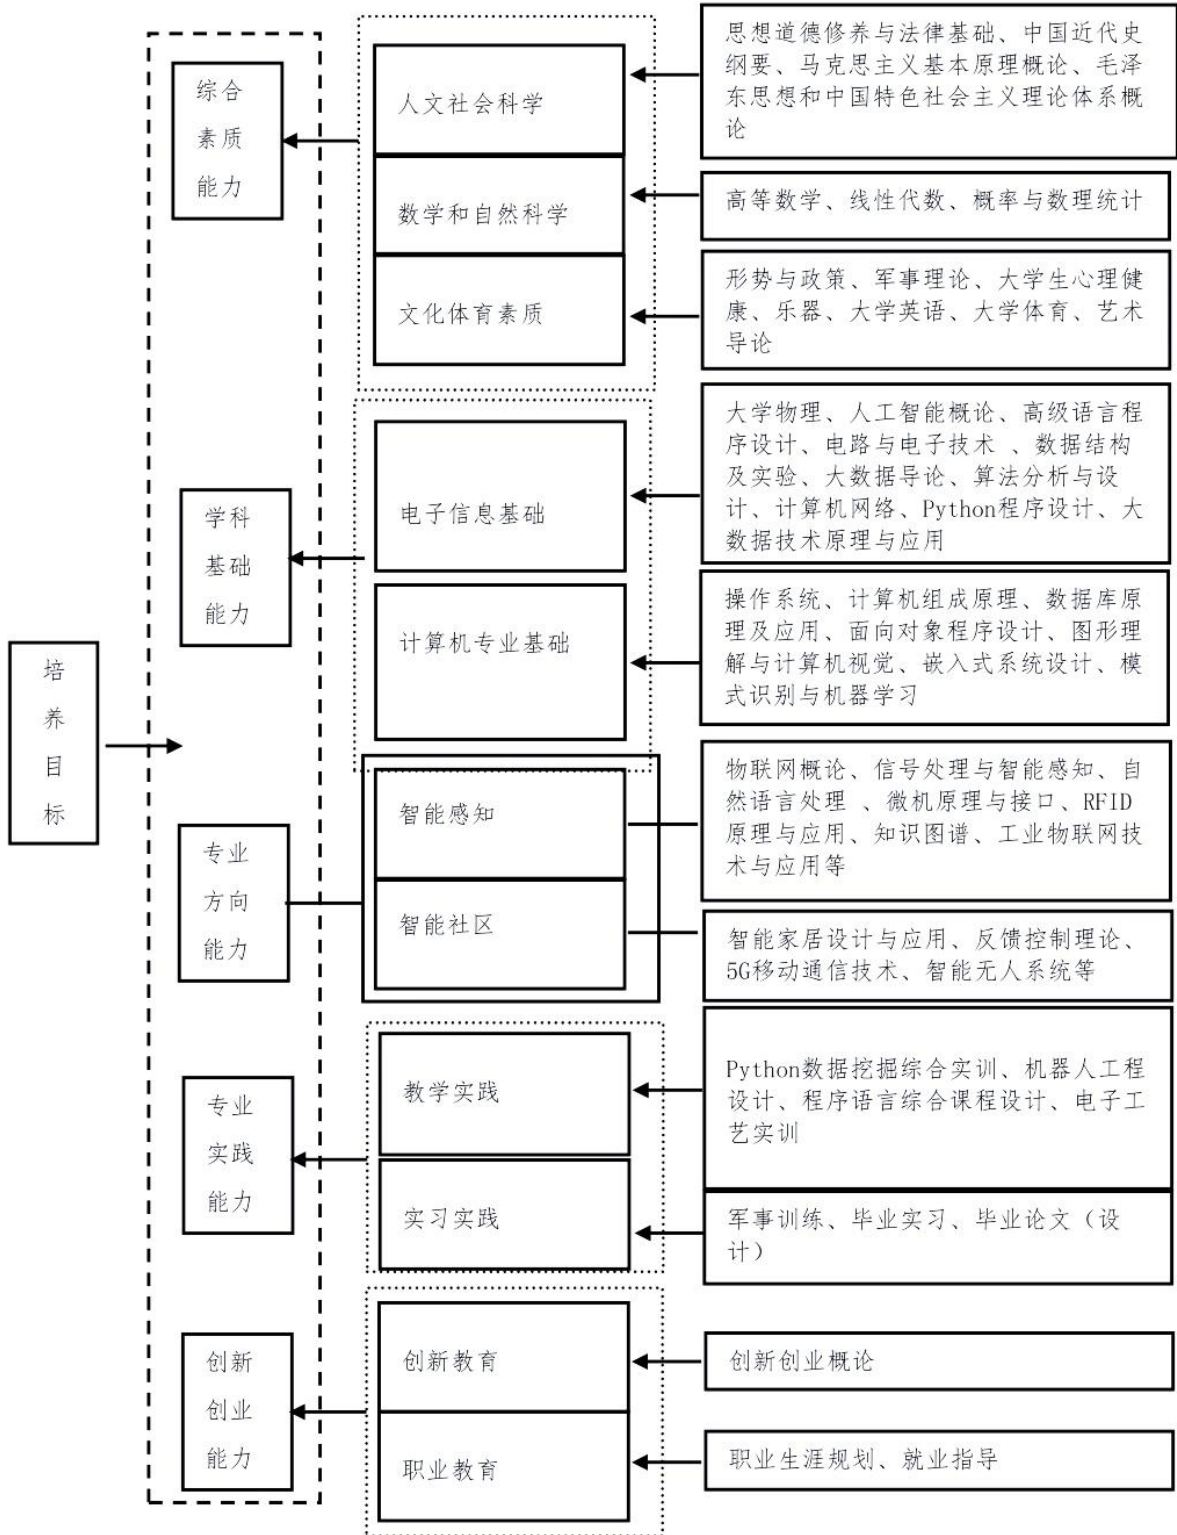 培
养
目
标
综合
素质
能力
人文社会科学
思想道德修养与法律基础、中国近代史
纲要、马克思主义基本原理概论、毛泽
东思想和中国特色社会主义理论体系概
论
数学和自然科学
高等数学、线性代数、概率与数理统计
文化体育素质
形势与政策、军事理论、大学生心理健
康、乐器、大学英语、大学体育、艺术
导论
学科
基础
能力
电子信息基础
大学物理、人工智能概论、高级语言程
序设计、电路与电子技术 、数据结构
及实验、大数据导论、算法分析与设
计、计算机网络、Python程序设计、大
数据技术原理与应用
计算机专业基础
操作系统、计算机组成原理、数据库原
理及应用、面向对象程序设计、图形理
解与计算机视觉、嵌入式系统设计、模
式识别与机器学习
专业
方向
能力
智能感知
物联网概论、信号处理与智能感知、自
然语言处理 、微机原理与接口、RFID
原理与应用、知识图谱、工业物联网技
术与应用等
智能社区
智能家居设计与应用、反馈控制理论、
5G移动通信技术、智能无人系统等
专业
实践
能力
教学实践
Python数据挖掘综合实训、机器人工程
设计、程序语言综合课程设计、电子工
艺实训
实习实践
军事训练、毕业实习、毕业论文（设
计）
创新
创业
能力
创新教育
创新创业概论
职业教育
职业生涯规划、就业指导